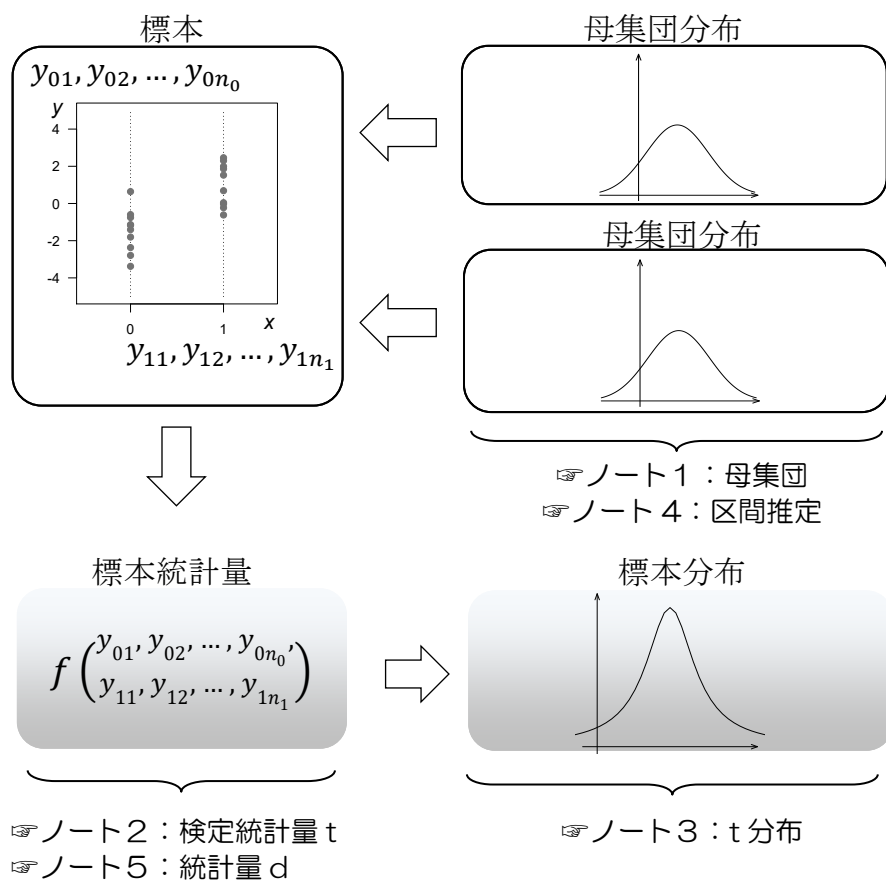 標本
母集団分布
y₀₁, y₀₂, …, y₀ₙ₀
y
4
2
0
-2
-4
0
1
x
y₁₁, y₁₂, …, y₁ₙ₁
母集団分布
☞ノート1:母集団
☞ノート4:区間推定
標本統計量
標本分布
f(y₀₁, y₀₂, …, y₀ₙ₀,
y₁₁, y₁₂, …, y₁ₙ₁)
☞ノート2:検定統計量 t
☞ノート5:統計量 d
☞ノート3:t 分布